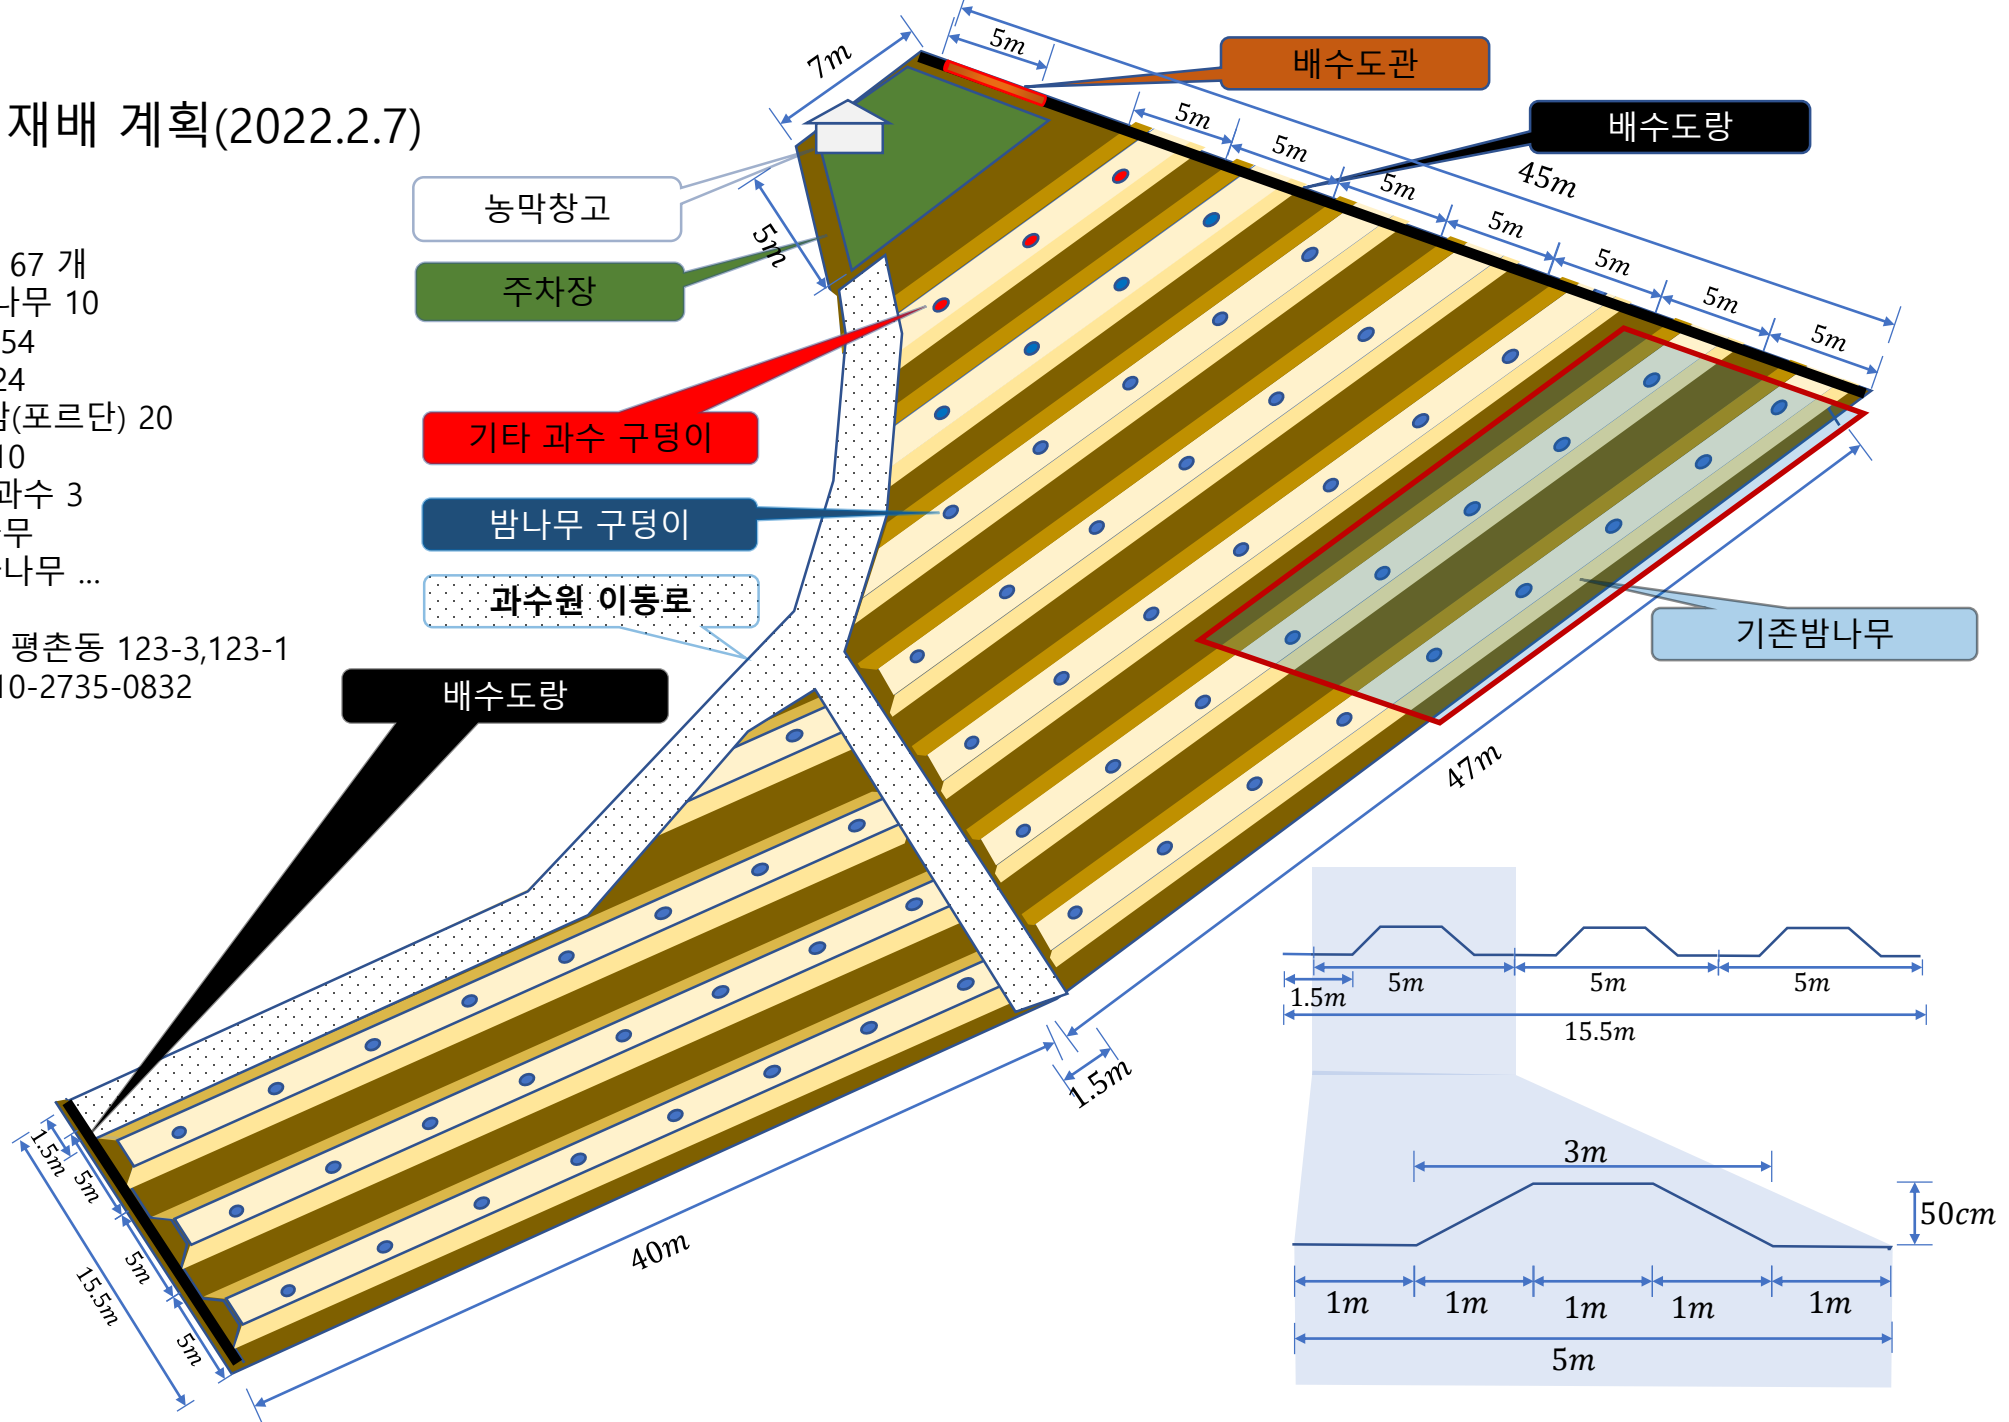 재배 계획(2022.2.7)
67 개
나무 10
54
24
밤(포르단) 20
10
과수 3
나무
나무 ...
평촌동 123-3,123-1
10-2735-0832
농막창고
주차장
기타 과수 구덩이
밤나무 구덩이
과수원 이동로
배수도랑
배수도관
배수도랑
기존밤나무
7m
5m
5m
45m
5m
5m
5m
5m
5m
5m
5m
47m
1.5m
40m
1.5m
5m
5m
5m
15.5m
5m
5m
5m
1.5m
15.5m
3m
50cm
1m
1m
1m
1m
1m
5m